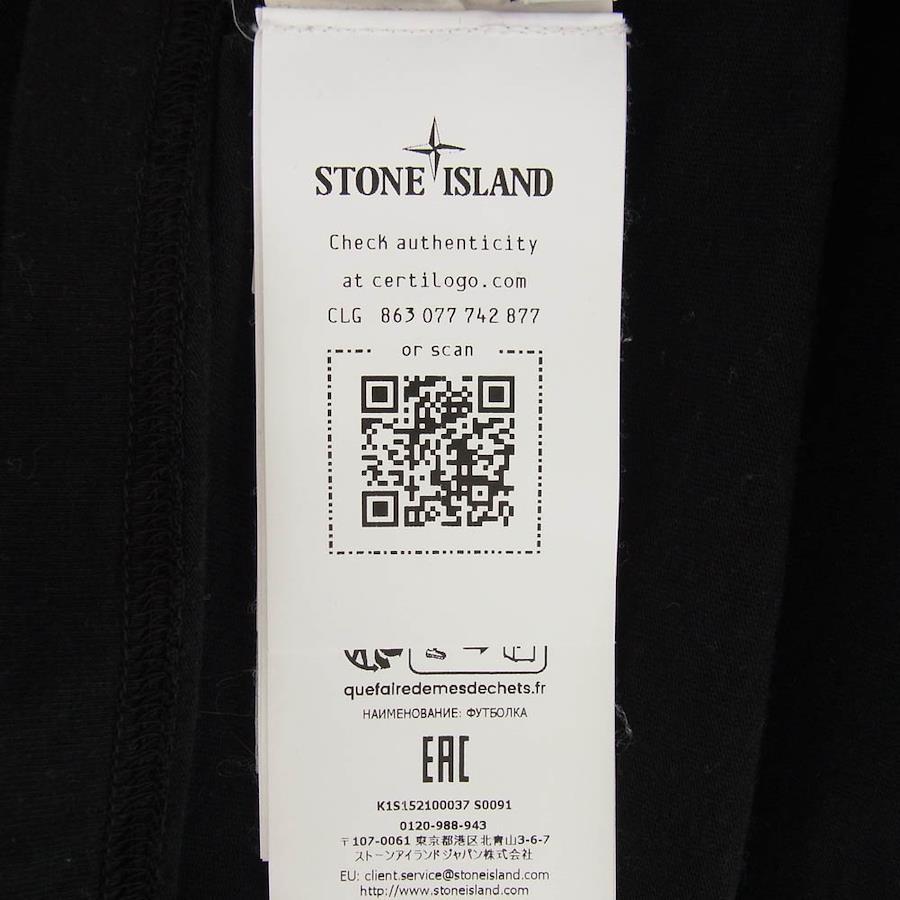 STONE ISLAND
Check authenticity
at certilogo.com
CLG 863 077 742 877
or scan
quefairedemesdechets.fr
НАИМЕНОВАНИЕ: ФУТБОЛКА
EAC
K1S152100037 S0091
0120-988-943
〒107-0061 東京都港区北青山3-6-7
ストーンアイランドジャパン株式会社
EU: client.service@stoneisland.com
http://www.stoneisland.com